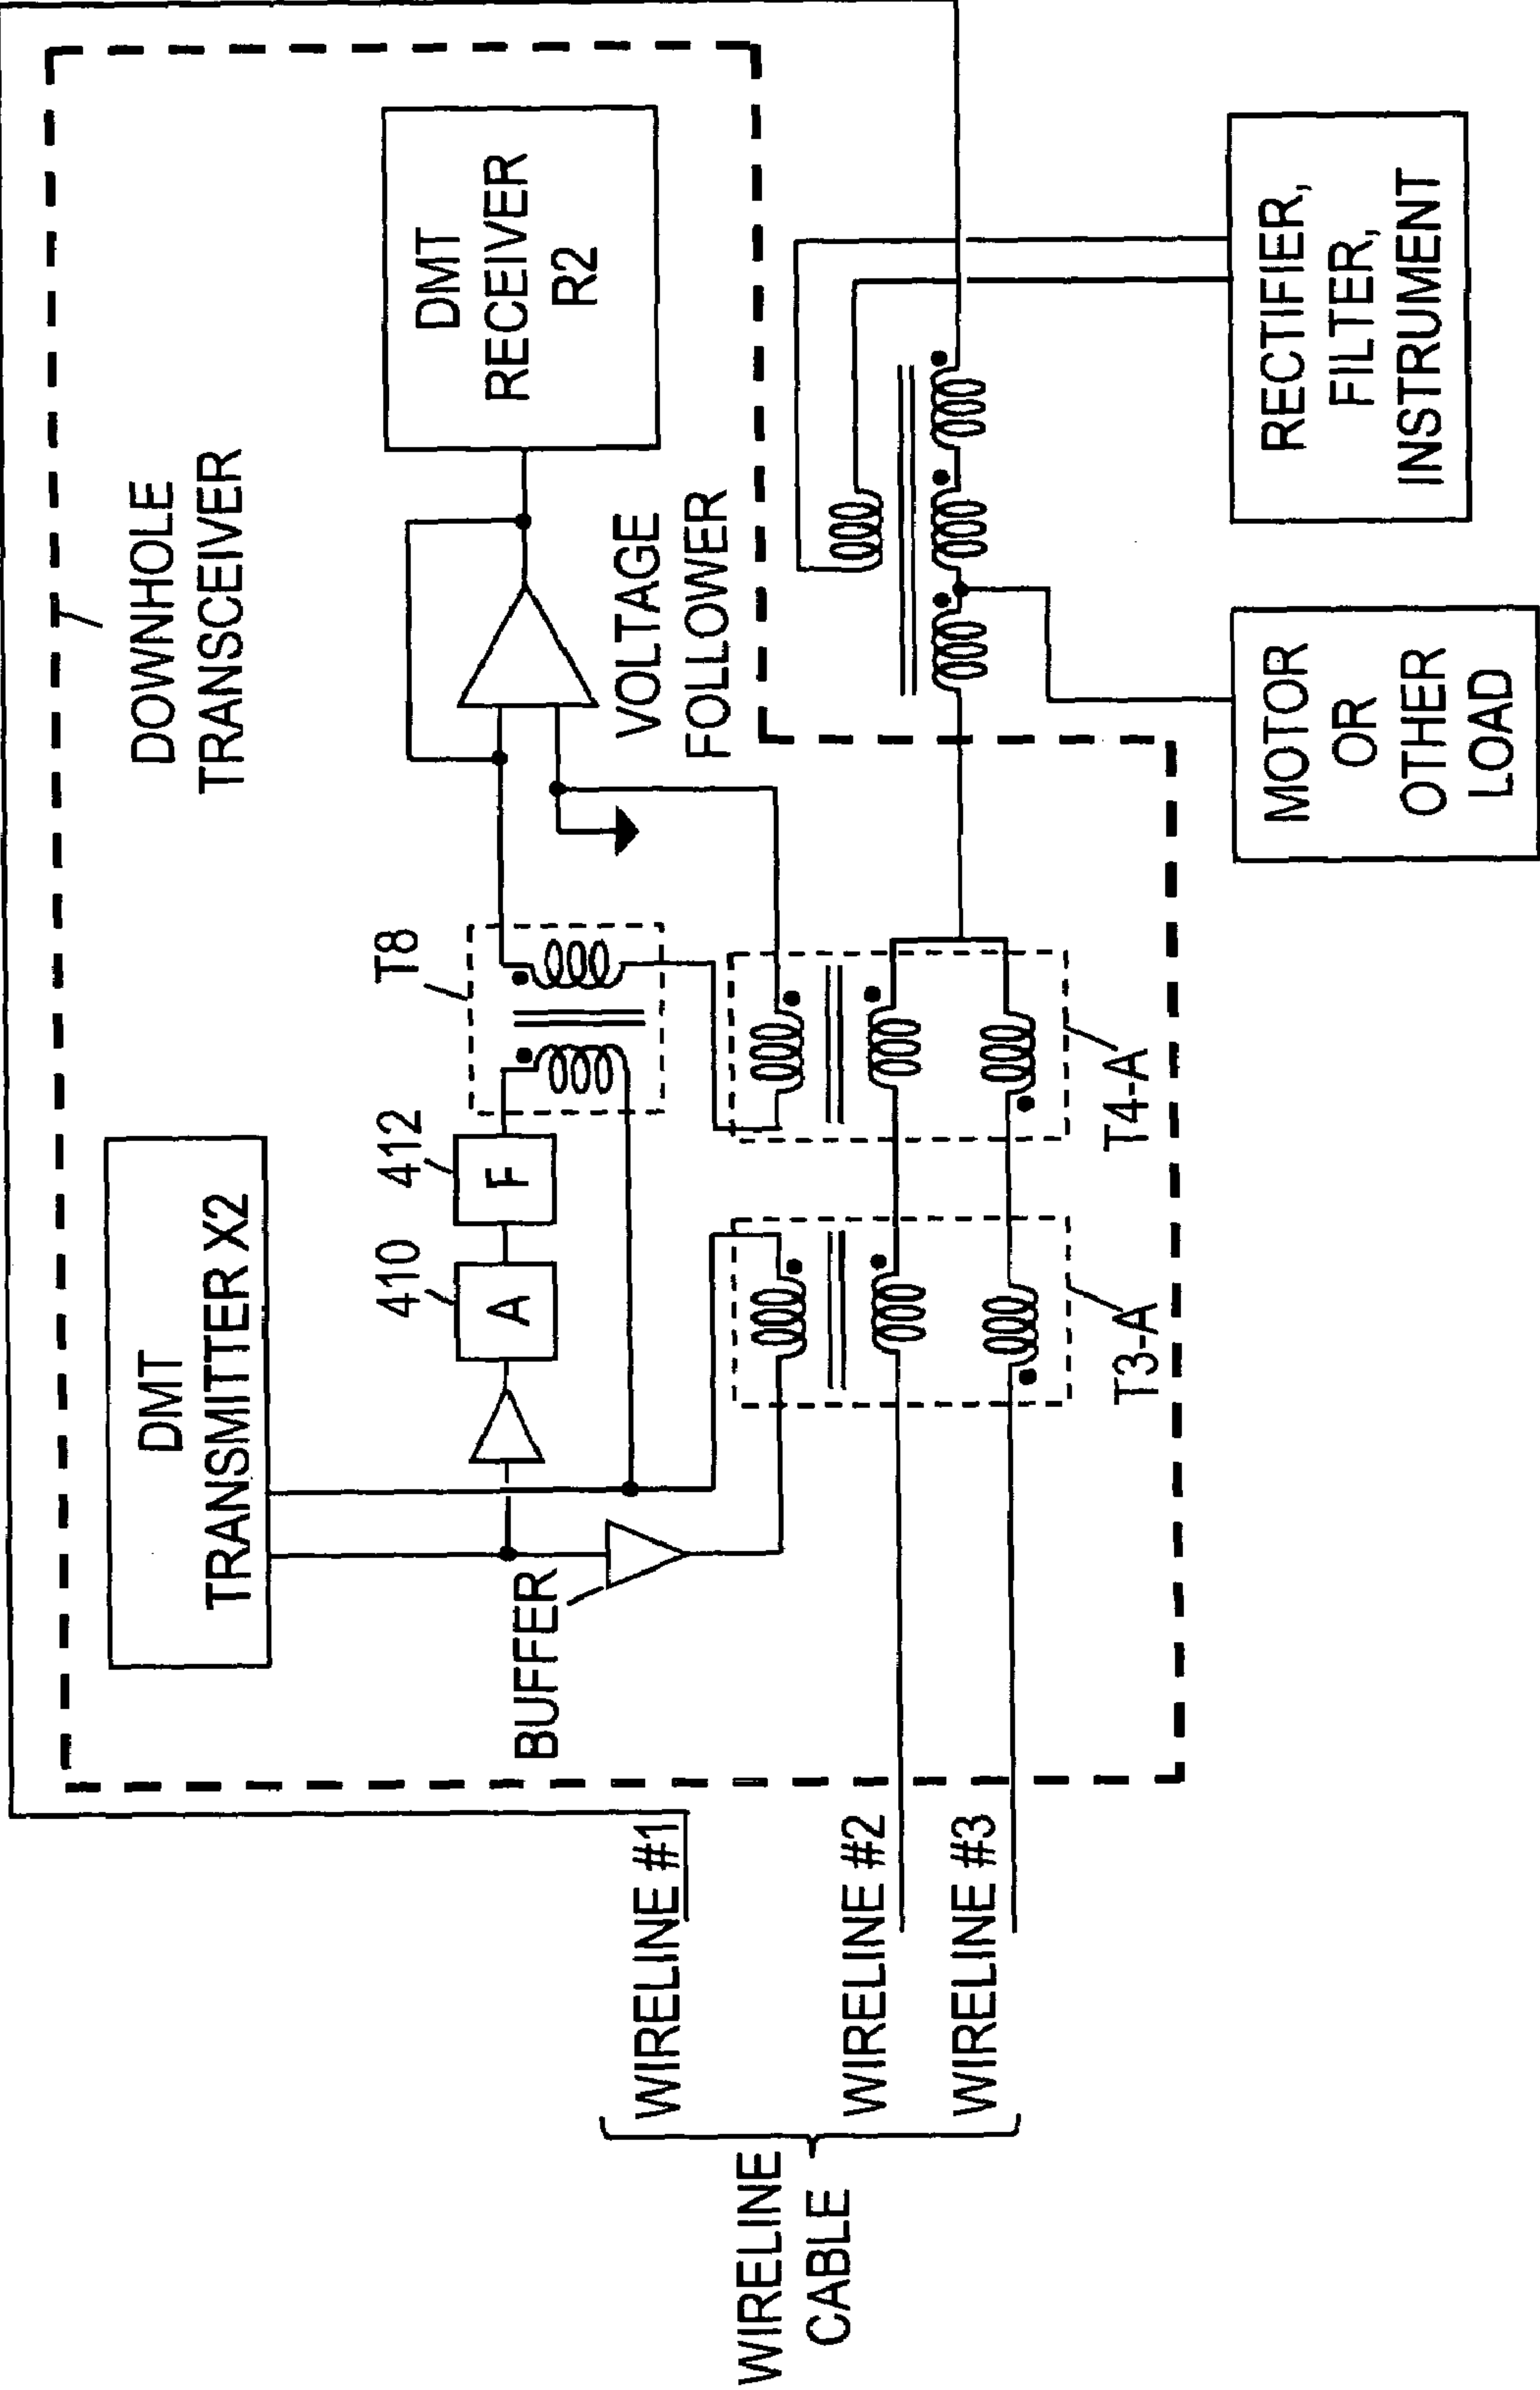 DOWNHOLE
TRANSCEIVER
DMT
TRANSMITTER X2
DMT
RECEIVER
R2
410
412
T8
A
F
BUFFER
VOLTAGE
FOLLOWER
T3-A
T4-A
WIRELINE
CABLE
WIRELINE #1
WIRELINE #2
WIRELINE #3
MOTOR
OR
OTHER
LOAD
RECTIFIER,
FILTER,
INSTRUMENT